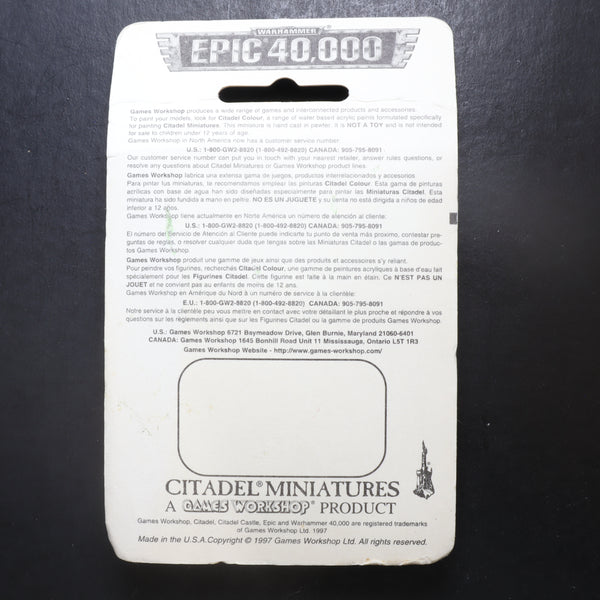 WARHAMMER
EPIC 40,000
Games Workshop produces a wide range of games and interconnected products and accessories.
To paint your models, look for Citadel Colour, a range of water based acrylic paints formulated specifically
for painting Citadel Miniatures. This miniature is hand cast in pewter. It is NOT A TOY and is not intended
for sale to children under 12 years of age.
Games Workshop in North America now has a customer service number
U.S.: 1-800-GW2-8820 (1-800-492-8820) CANADA: 905-795-8091
Our customer service number can put you in touch with your nearest retailer, answer rules questions, or
resolve any questions about Citadel Miniatures or Games Workshop product lines.
Games Workshop fabrica una extensa gama de juegos, productos interrelacionados y accesorios.
Para pintar tus miniaturas, te recomendamos emplear las pinturas Citadel Colour. Esta gama de pinturas
acrílicas con base de agua han sido diseñadas especialmente para pintar las Miniaturas Citadel. Esta
miniatura ha sido fundida a mano en peltre. NO ES UN JUGUETE y su venta no está dirigida a niños de edad
inferior a 12 años.
Games Workshop tiene actualmente en Norte América un número de atención al cliente:
U.S.: 1-800-GW2-8820 (1-800-492-8820) CANADA: 905-795-8091
El número del Servicio de Atención al Cliente puede indicarte tu punto de venta más proximo, contestar pre-
guntas de reglas, o resolver cualquier duda que tengas sobre las Miniaturas Citadel o las gamas de produc-
tos Games Workshop.
Games Workshop produit une gamme de jeux ainsi que des produits et accessoires s'y reliant.
Pour peindre vos figurines, recherchés Citadel Colour, une gamme de peintures acryliques à base d'eau fait
spécialement pour les Figurines Citadel. Cette figurine est faite à la main en étain. Ce N'EST PAS UN
JOUET et ne convient pas au enfants de moins de 12 ans.
Games Workshop en Amérique du Nord à un numéro de service à la clientèle:
E.U.: 1-800-GW2-8820 (1-800-492-8820) CANADA: 905-795-8091
Notre service à la clientèle peu vous metter en contact avec votre détaillant le plus proche et répondre à vos
questions sur les règlements ainsi que sur les Figurines Citadel ou la gamme de produits Games Workshop.
U.S.: Games Workshop 6721 Baymeadow Drive, Glen Burnie, Maryland 21060-6401
CANADA: Games Workshop 1645 Bonhill Road Unit 11 Mississauga, Ontario L5T 1R3
Games Workshop Website - http://www.games-workshop.com/
CITADEL® MINIATURES
A GAMES WORKSHOP® PRODUCT
Games Workshop, Citadel, Citadel Castle, Epic and Warhammer 40,000 are registered trademarks
of Games Workshop Ltd. 1997
Made in the U.S.A. Copyright © 1997 Games Workshop Ltd. All rights reserved.